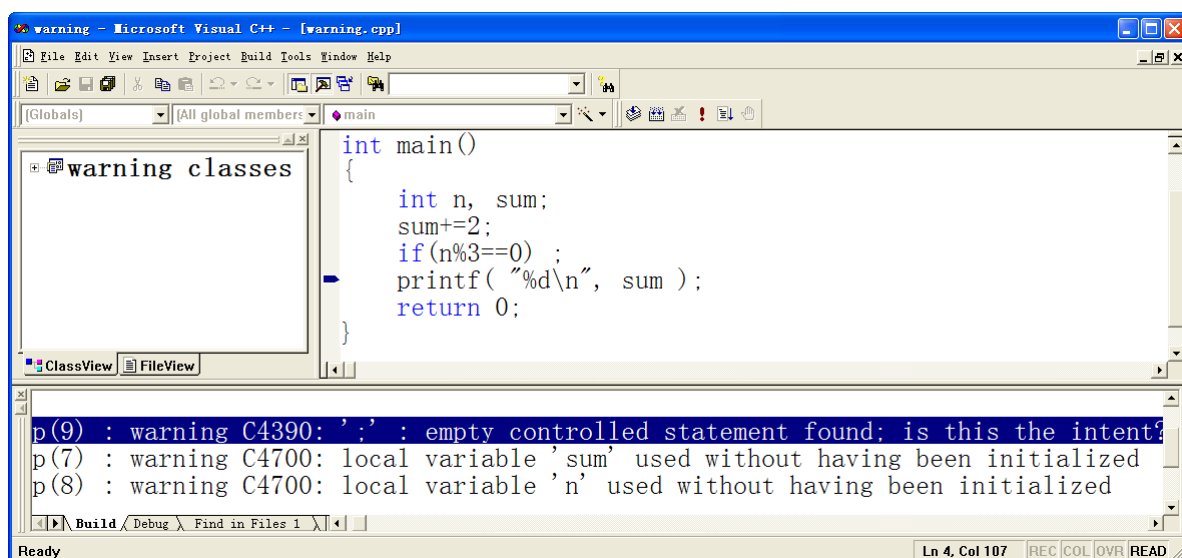 warning - Microsoft Visual C++ - [warning.cpp]
File Edit View Insert Project Build Tools Window Help
(Globals) (All global members main
warning classes
int main()
{
int n, sum;
sum+=2;
if(n%3==0) ;
printf( "%d\n", sum );
return 0;
}
ClassView FileView
p(9) : warning C4390: ';' : empty controlled statement found; is this the intent?
p(7) : warning C4700: local variable 'sum' used without having been initialized
p(8) : warning C4700: local variable 'n' used without having been initialized
Build Debug Find in Files 1
Ready Ln 4, Col 107 REC COL OVR READ